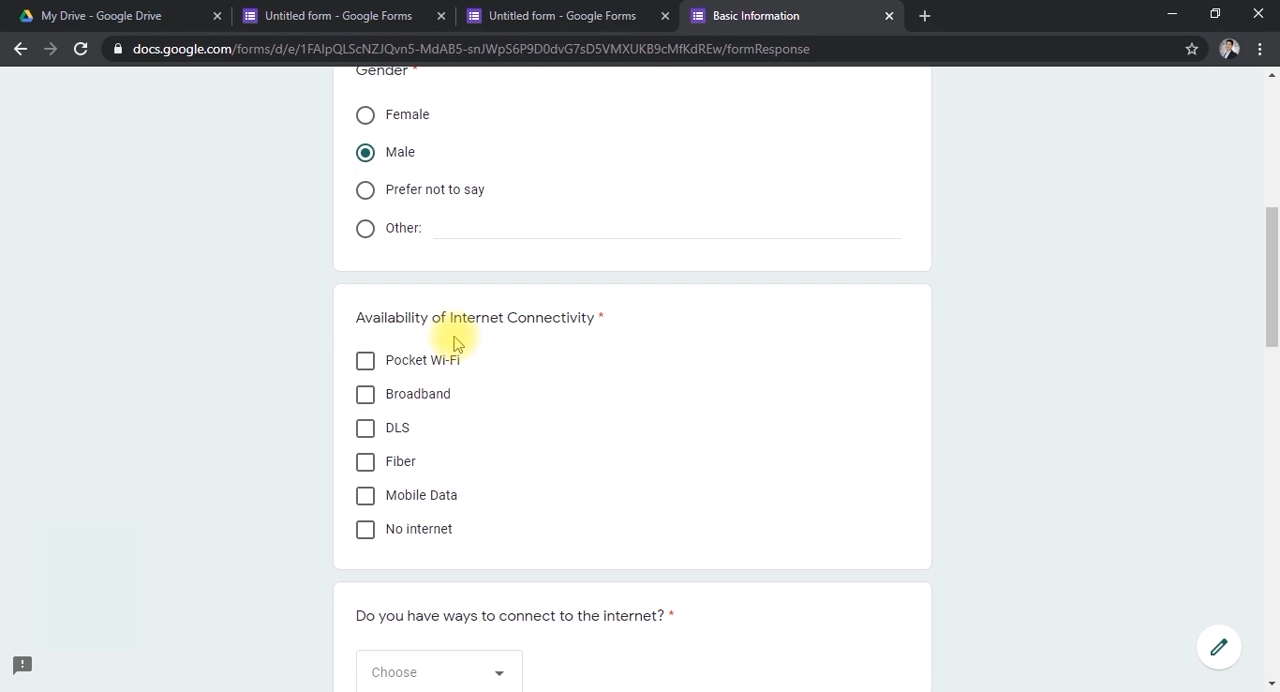 My Drive - Google Drive
Untitled form - Google Forms
Untitled form - Google Forms
Basic Information
docs.google.com/forms/d/e/1FAIpQLScNZJQvn5-MdAB5-snJWpS6P9D0dvG7sD5VMXUKB9cMfKdREw/formResponse
Gender *
Female
Male
Prefer not to say
Other:
Availability of Internet Connectivity *
Pocket Wi-Fi
Broadband
DLS
Fiber
Mobile Data
No internet
Do you have ways to connect to the internet? *
Choose